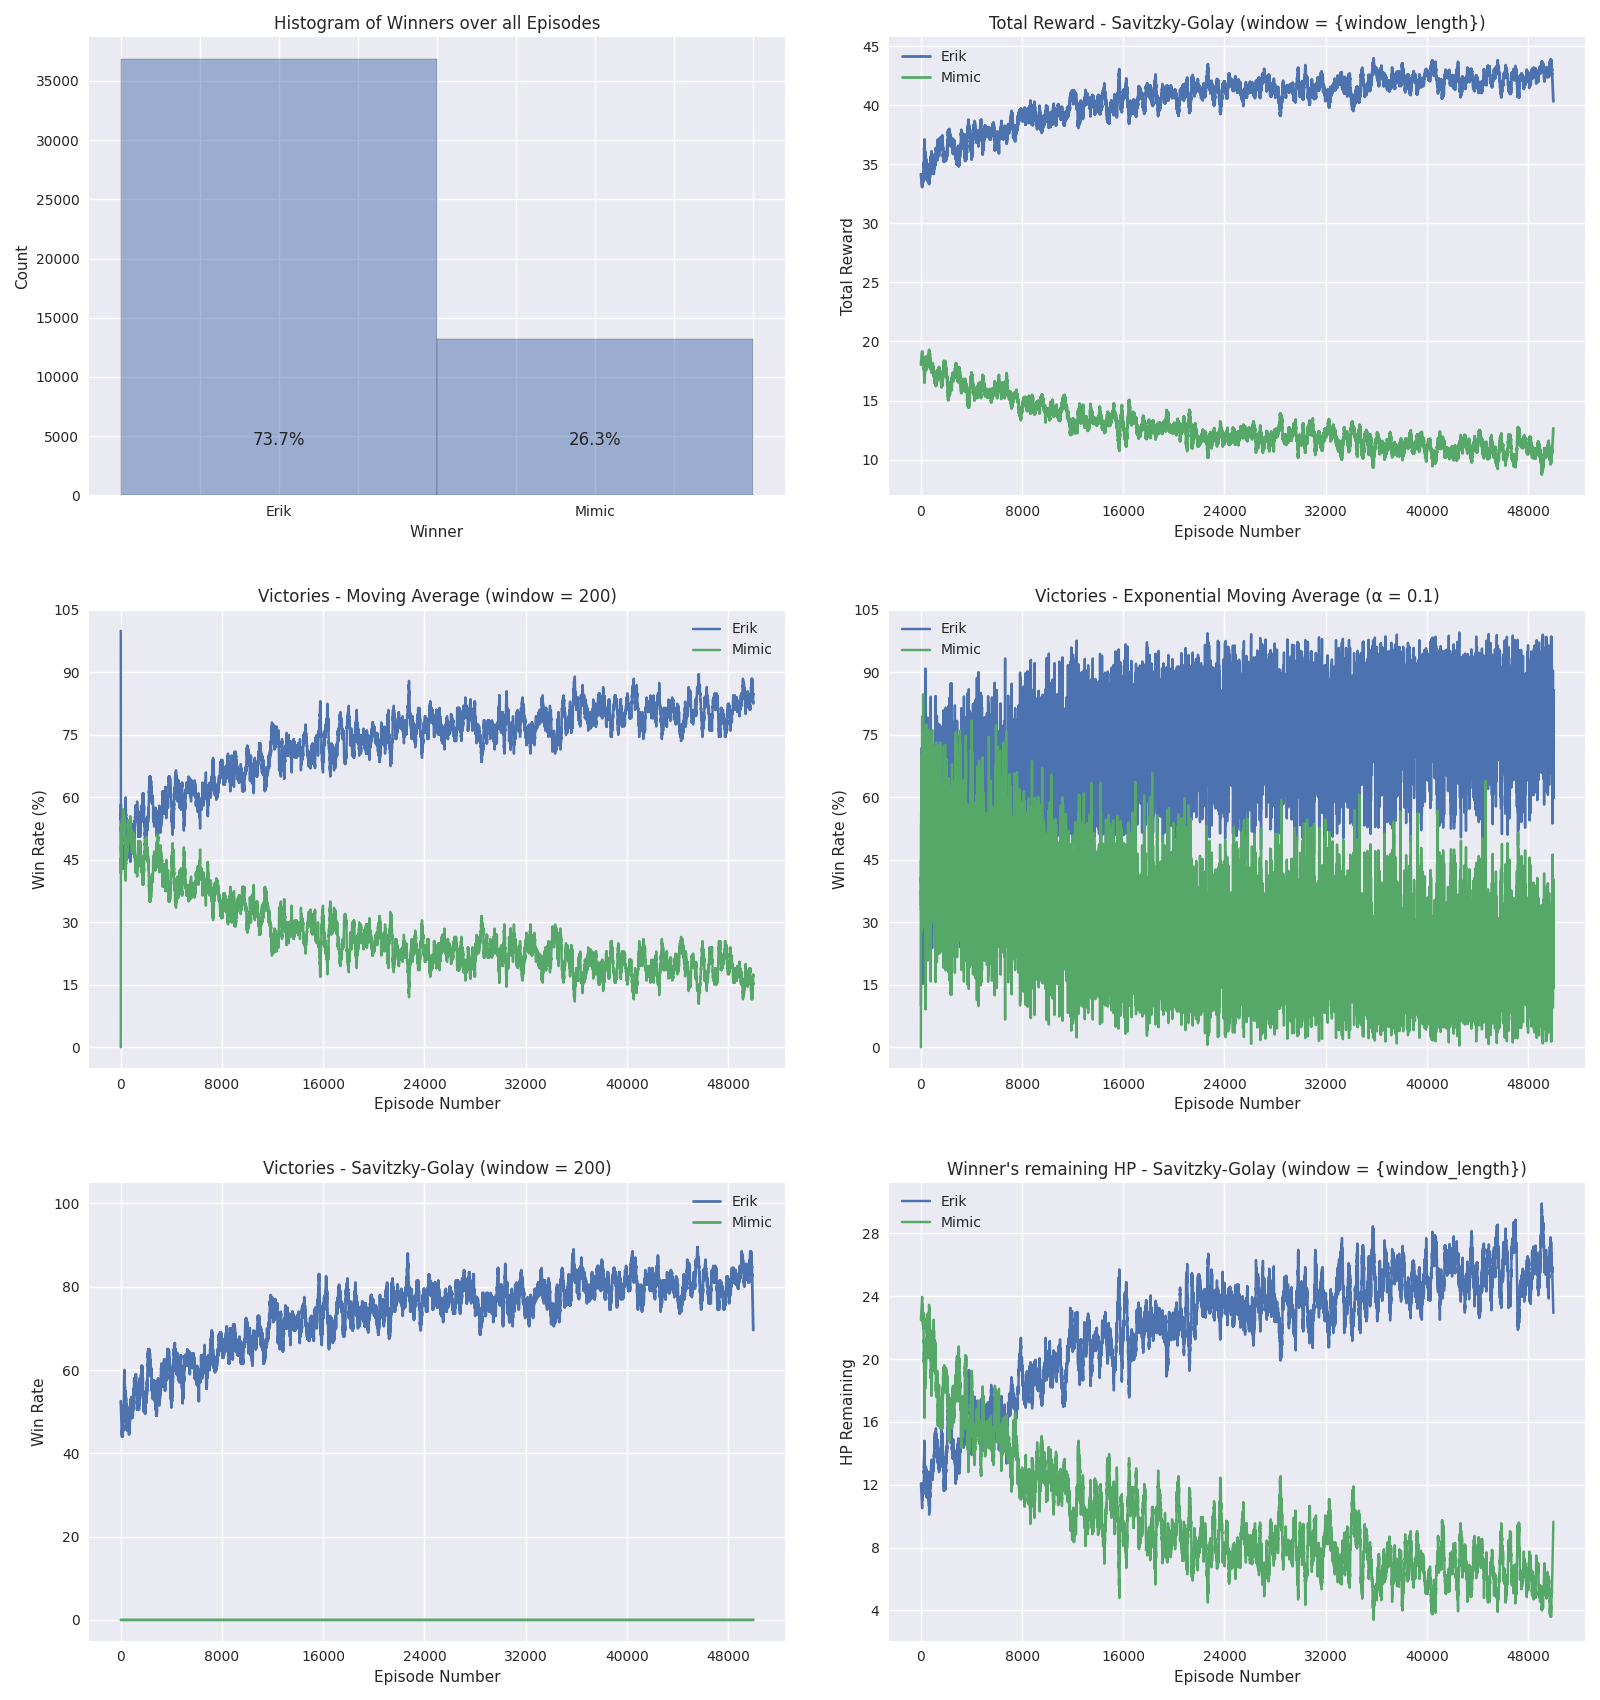 Histogram of Winners over all Episodes
35000
30000
25000
20000
15000
10000
5000
0
Count
73.7%
26.3%
Erik
Mimic
Winner
Total Reward - Savitzky-Golay (window = {window_length})
Erik
Mimic
45
40
35
30
25
20
15
10
Total Reward
0 8000 16000 24000 32000 40000 48000
Episode Number
Victories - Moving Average (window = 200)
Erik
Mimic
105
90
75
60
45
30
15
0
Win Rate (%)
0 8000 16000 24000 32000 40000 48000
Episode Number
Victories - Exponential Moving Average (α = 0.1)
Erik
Mimic
105
90
75
60
45
30
15
0
Win Rate (%)
0 8000 16000 24000 32000 40000 48000
Episode Number
Victories - Savitzky-Golay (window = 200)
Erik
Mimic
100
80
60
40
20
0
Win Rate
0 8000 16000 24000 32000 40000 48000
Episode Number
Winner's remaining HP - Savitzky-Golay (window = {window_length})
Erik
Mimic
28
24
20
16
12
8
4
HP Remaining
0 8000 16000 24000 32000 40000 48000
Episode Number